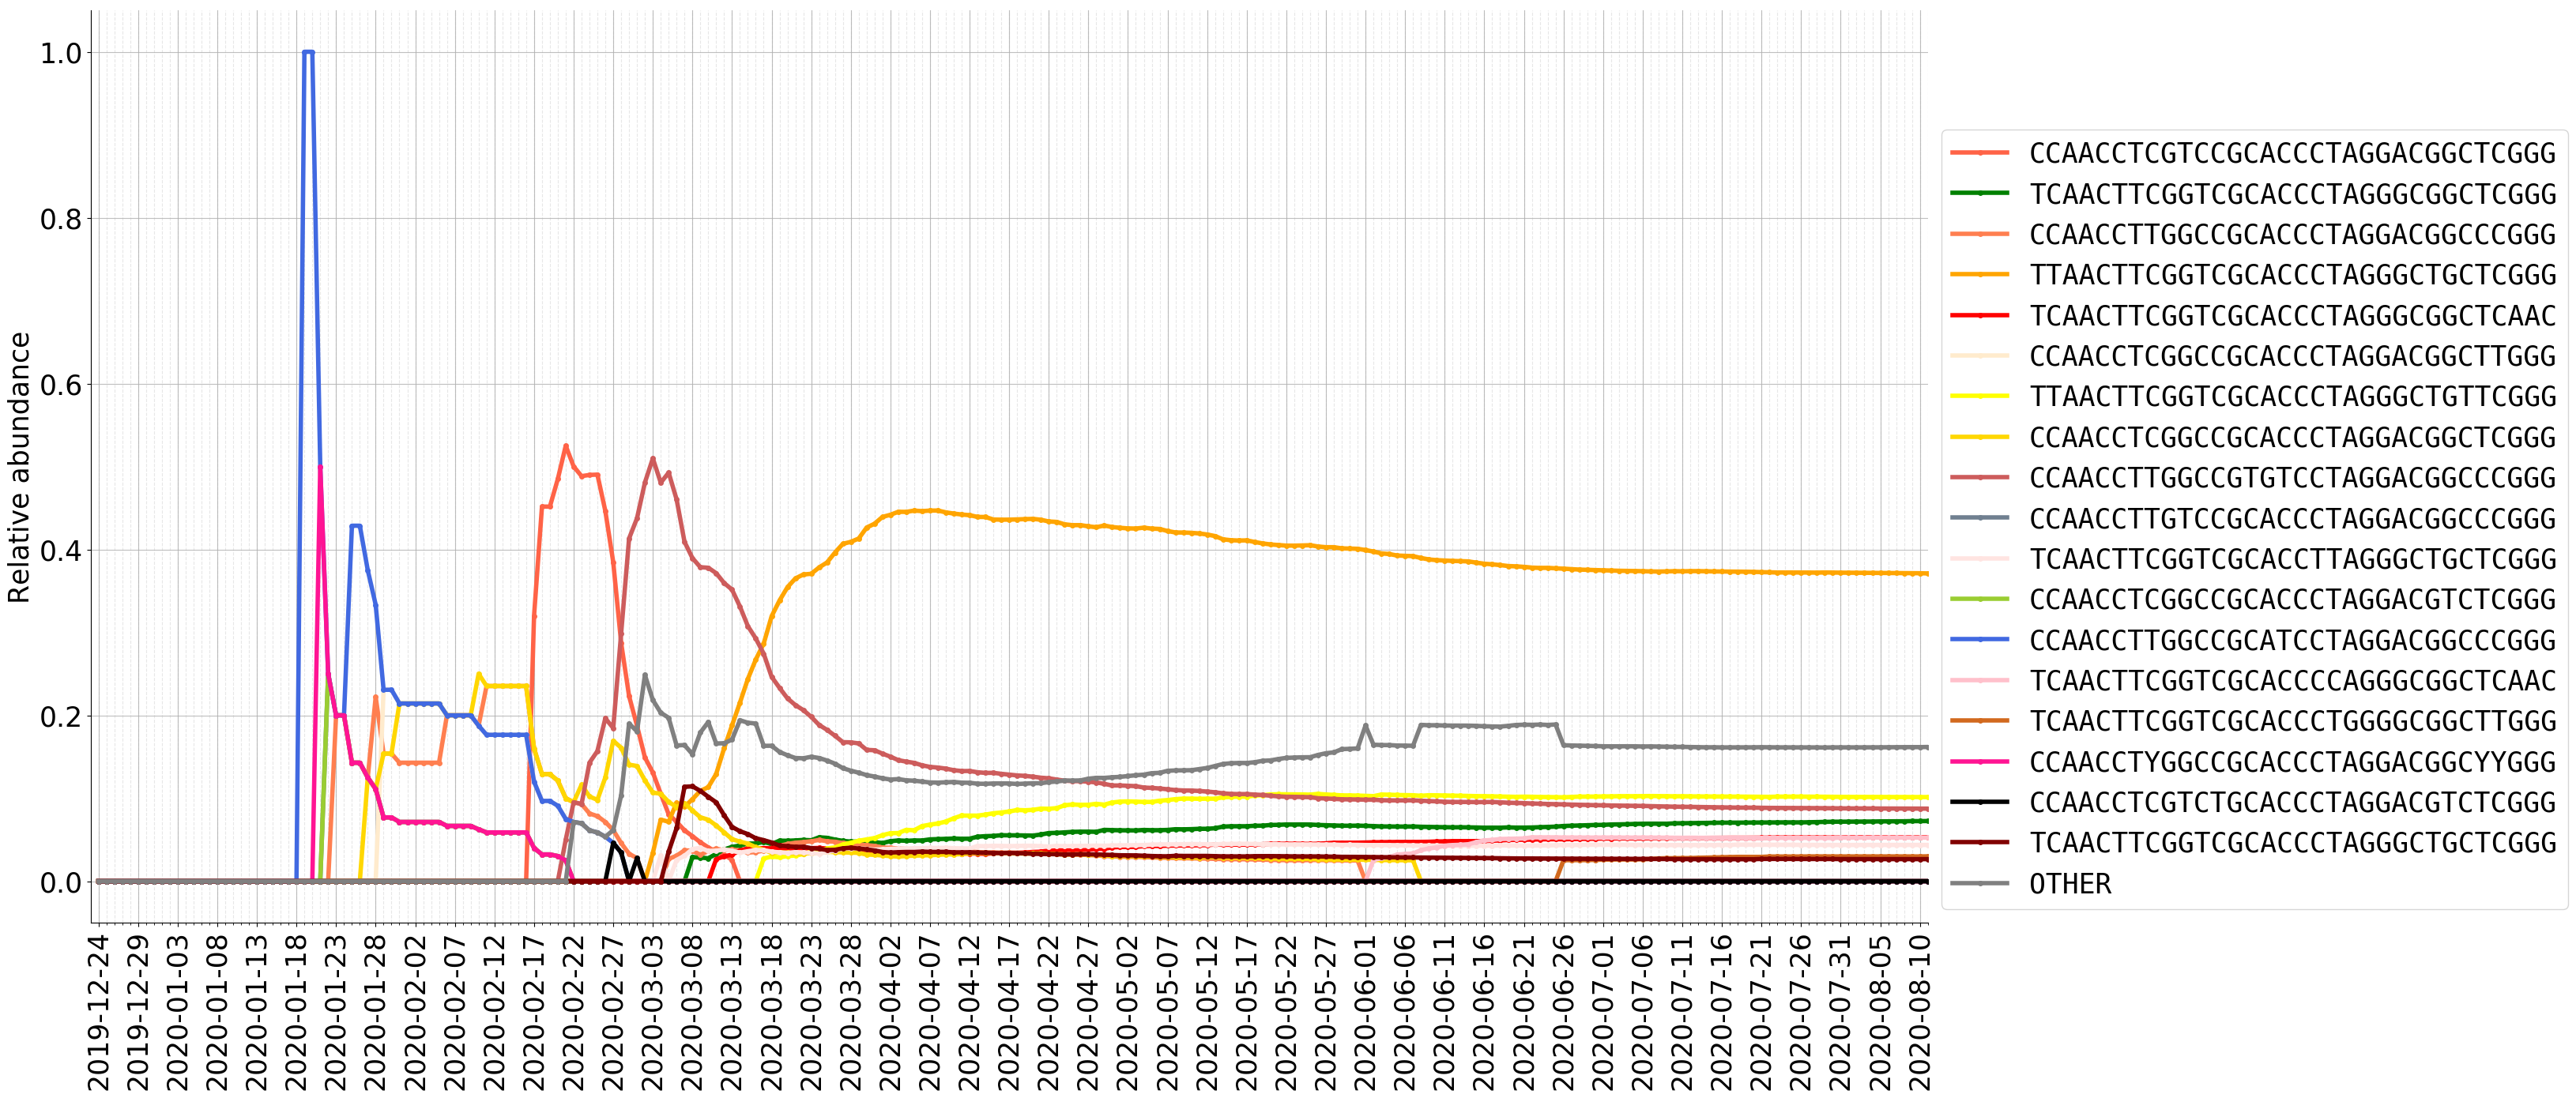 Relative abundance
1.0
0.8
0.6
0.4
0.2
0.0
2019-12-24
2019-12-29
2020-01-03
2020-01-08
2020-01-13
2020-01-18
2020-01-23
2020-01-28
2020-02-02
2020-02-07
2020-02-12
2020-02-17
2020-02-22
2020-02-27
2020-03-03
2020-03-08
2020-03-13
2020-03-18
2020-03-23
2020-03-28
2020-04-02
2020-04-07
2020-04-12
2020-04-17
2020-04-22
2020-04-27
2020-05-02
2020-05-07
2020-05-12
2020-05-17
2020-05-22
2020-05-27
2020-06-01
2020-06-06
2020-06-11
2020-06-16
2020-06-21
2020-06-26
2020-07-01
2020-07-06
2020-07-11
2020-07-16
2020-07-21
2020-07-26
2020-07-31
2020-08-05
2020-08-10
CCAACCTCGTCCGCACCCTAGGACGGCTCGGG
TCAACTTCGGTCGCACCCTAGGGCGGCTCGGG
CCAACCTTGGCCGCACCCTAGGACGGCCCGGG
TTAACTTCGGTCGCACCCTAGGGCTGCTCGGG
TCAACTTCGGTCGCACCCTAGGGCGGCTCAAC
CCAACCTCGGCCGCACCCTAGGACGGCTTGGG
TTAACTTCGGTCGCACCCTAGGGCTGTTCGGG
CCAACCTCGGCCGCACCCTAGGACGGCTCGGG
CCAACCTTGGCCGTGTCCTAGGACGGCCCGGG
CCAACCTTGTCCGCACCCTAGGACGGCCCGGG
TCAACTTCGGTCGCACCTTAGGGCTGCTCGGG
CCAACCTCGGCCGCACCCTAGGACGTCTCGGG
CCAACCTTGGCCGCATCCTAGGACGGCCCGGG
TCAACTTCGGTCGCACCCCAGGGCGGCTCAAC
TCAACTTCGGTCGCACCCTGGGGCGGCTTGGG
CCAACCTYGGCCGCACCCTAGGACGGCYYGGG
CCAACCTCGTCTGCACCCTAGGACGTCTCGGG
TCAACTTCGGTCGCACCCTAGGGCTGCTCGGG
OTHER